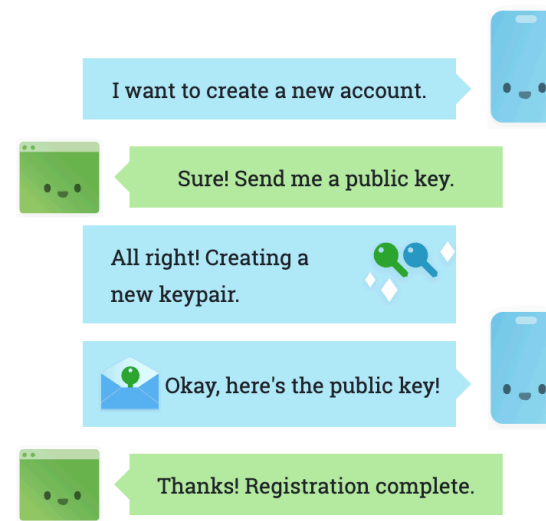 I want to create a new account.
Sure! Send me a public key.
All right! Creating a
new keypair.
Okay, here's the public key!
Thanks! Registration complete.